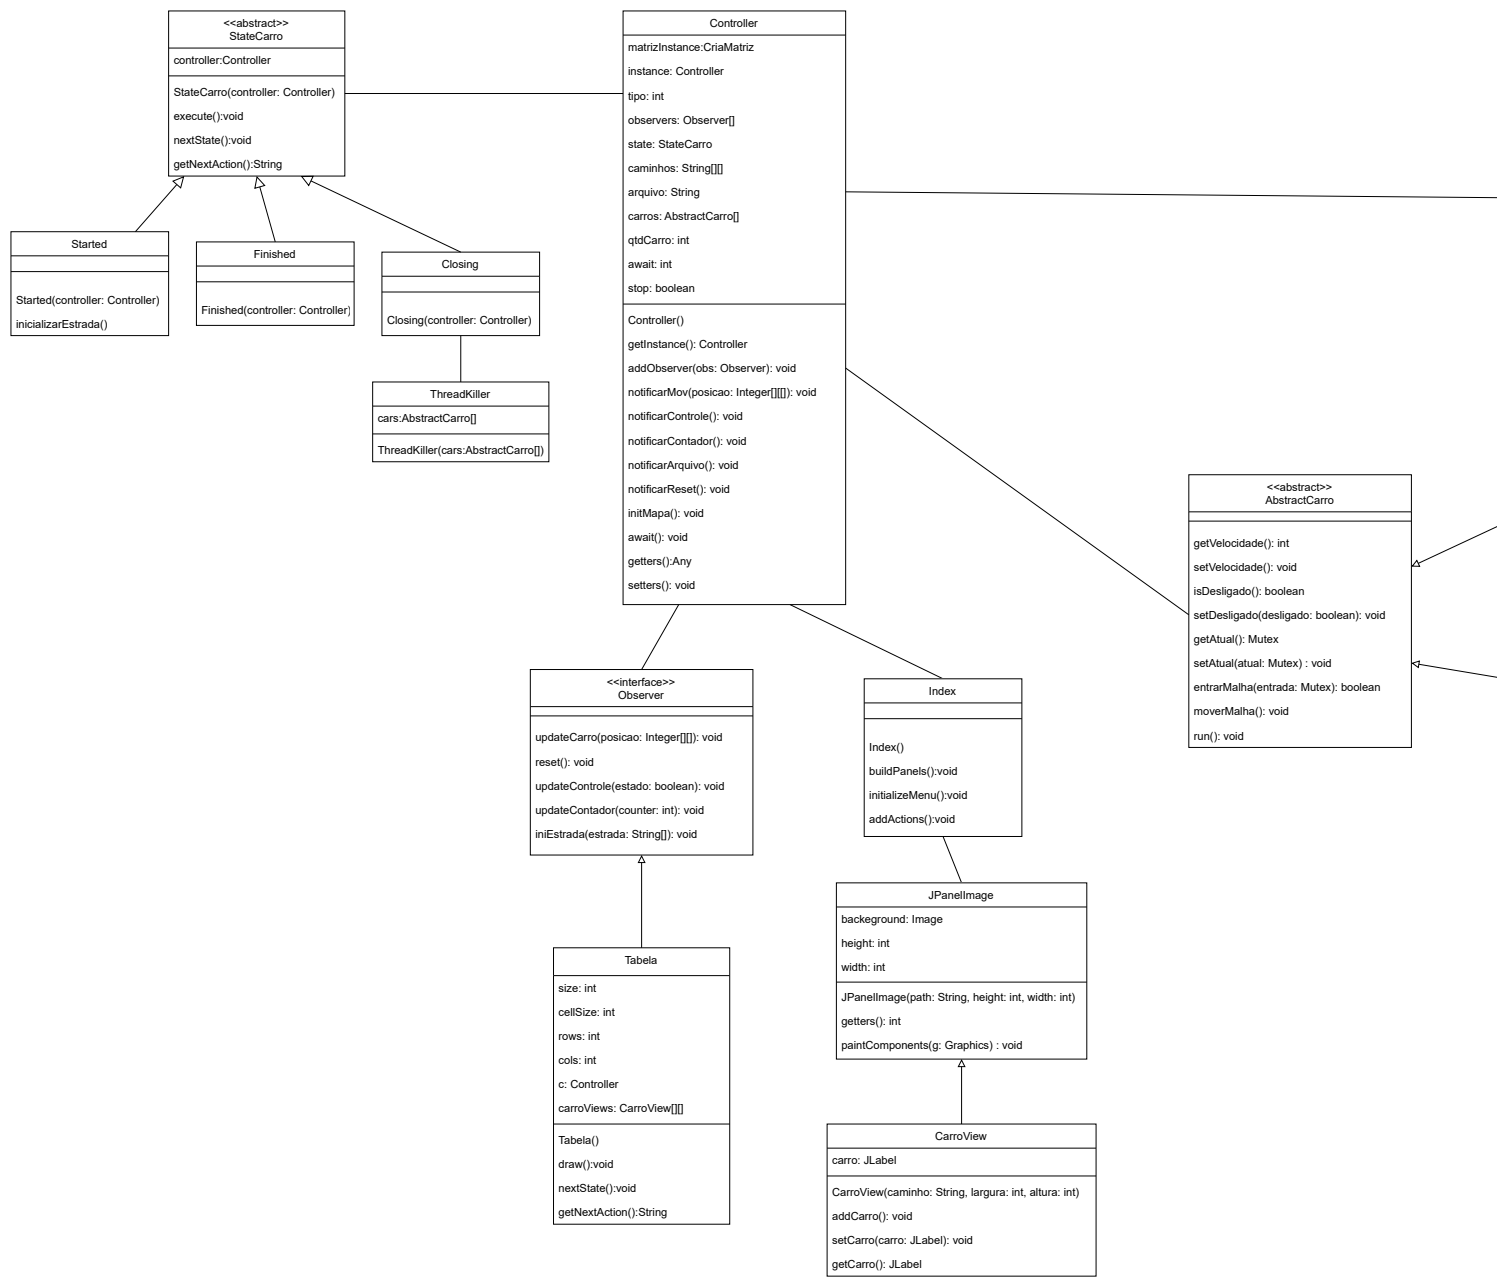 <<abstract>>
StateCarro
controller:Controller
StateCarro(controller: Controller)
execute():void
nextState():void
getNextAction():String
Started
Started(controller: Controller)
inicializarEstrada()
Finished
Finished(controller: Controller)
Closing
Closing(controller: Controller)
ThreadKiller
cars:AbstractCarro[]
ThreadKiller(cars:AbstractCarro[])
Controller
matrizInstance:CriaMatriz
instance: Controller
tipo: int
observers: Observer[]
state: StateCarro
caminhos: String[][]
arquivo: String
carros: AbstractCarro[]
qtdCarro: int
await: int
stop: boolean
Controller()
getInstance(): Controller
addObserver(obs: Observer): void
notificarMov(posicao: Integer[][[]): void
notificarControle(): void
notificarContador(): void
notificarArquivo(): void
notificarReset(): void
initMapa(): void
await(): void
getters():Any
setters(): void
<<abstract>>
AbstractCarro
getVelocidade(): int
setVelocidade(): void
isDesligado(): boolean
setDesligado(desligado: boolean): void
getAtual(): Mutex
setAtual(atual: Mutex) : void
entrarMalha(entrada: Mutex): boolean
moverMalha(): void
run(): void
<<interface>>
Observer
updateCarro(posicao: Integer[][]): void
reset(): void
updateControle(estado: boolean): void
updateContador(counter: int): void
iniEstrada(estrada: String[]): void
Index
Index()
buildPanels():void
initializeMenu():void
addActions():void
JPanelImage
backeground: Image
height: int
width: int
JPanelImage(path: String, height: int, width: int)
getters(): int
paintComponents(g: Graphics) : void
Tabela
size: int
cellSize: int
rows: int
cols: int
c: Controller
carroViews: CarroView[][]
Tabela()
draw():void
nextState():void
getNextAction():String
CarroView
carro: JLabel
CarroView(caminho: String, largura: int, altura: int)
addCarro(): void
setCarro(carro: JLabel): void
getCarro(): JLabel